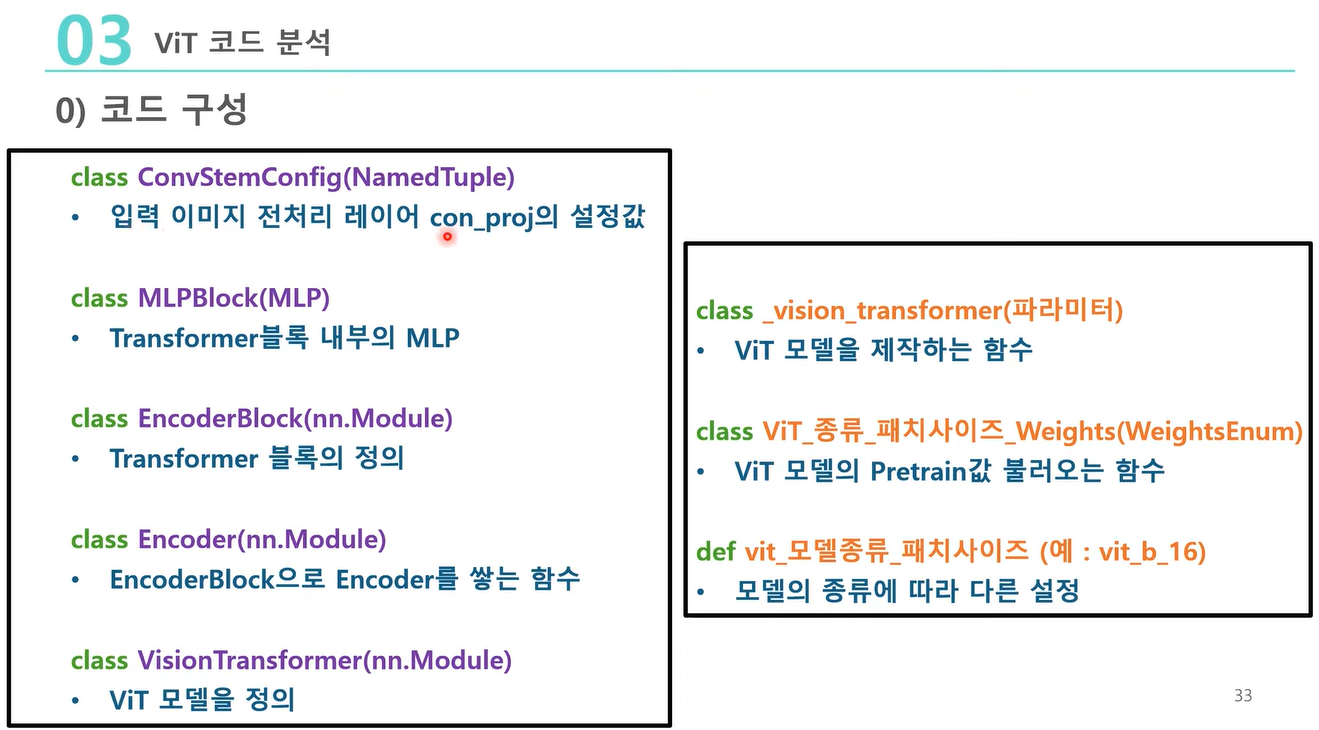 03 ViT 코드 분석
0) 코드 구성
class ConvStemConfig(NamedTuple)
• 입력 이미지 전처리 레이어 con_proj의 설정값
class MLPBlock(MLP)
• Transformer블록 내부의 MLP
class EncoderBlock(nn.Module)
• Transformer 블록의 정의
class Encoder(nn.Module)
• EncoderBlock으로 Encoder를 쌓는 함수
class VisionTransformer(nn.Module)
• ViT 모델을 정의
class _vision_transformer(파라미터)
• ViT 모델을 제작하는 함수
class ViT_종류_패치사이즈_Weights(WeightsEnum)
• ViT 모델의 Pretrain값 불러오는 함수
def vit_모델종류_패치사이즈 (예 : vit_b_16)
• 모델의 종류에 따라 다른 설정
33